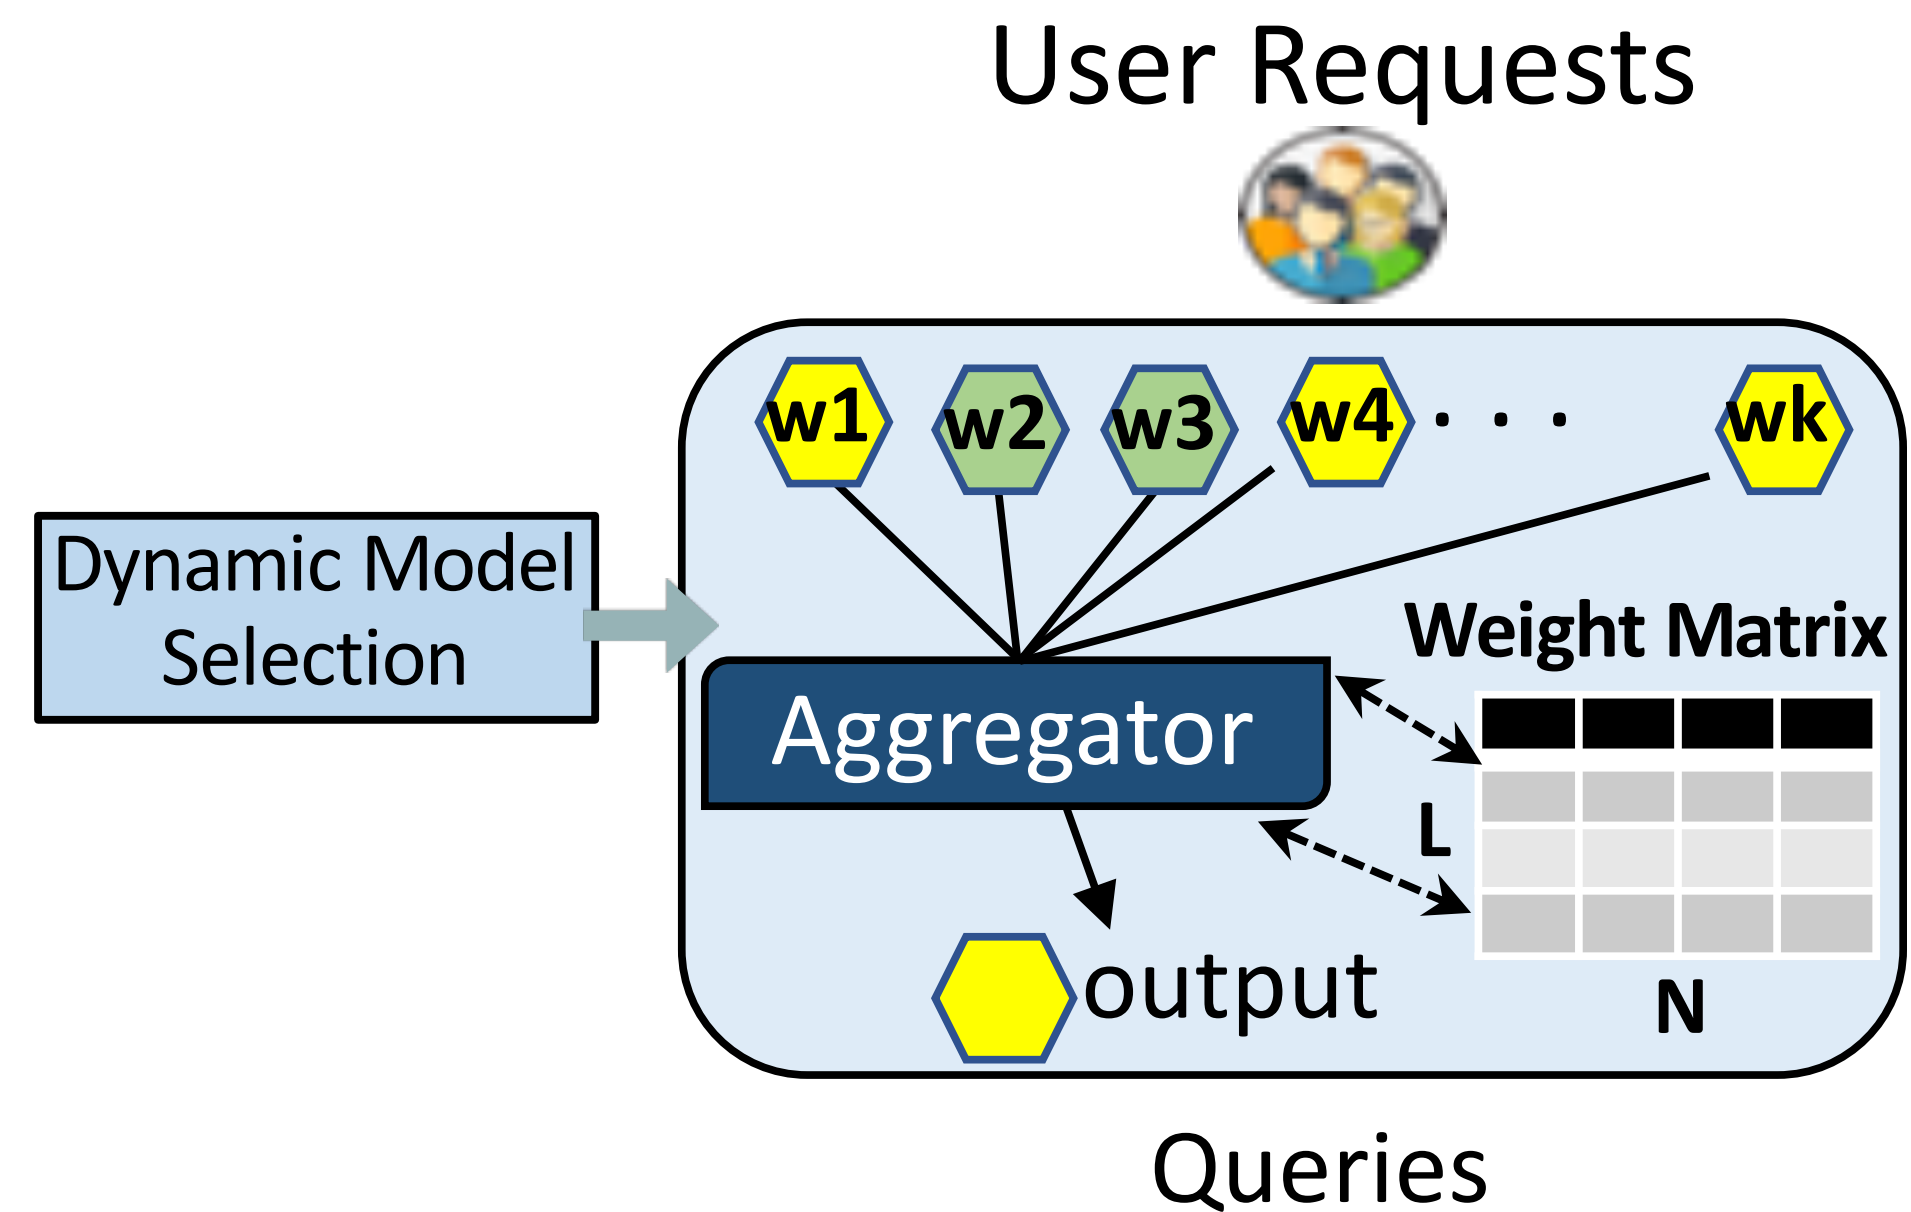 User Requests
w1 w2 w3 w4 . . . wk
Dynamic Model
Selection
Weight Matrix
Aggregator
L
output
N
Queries